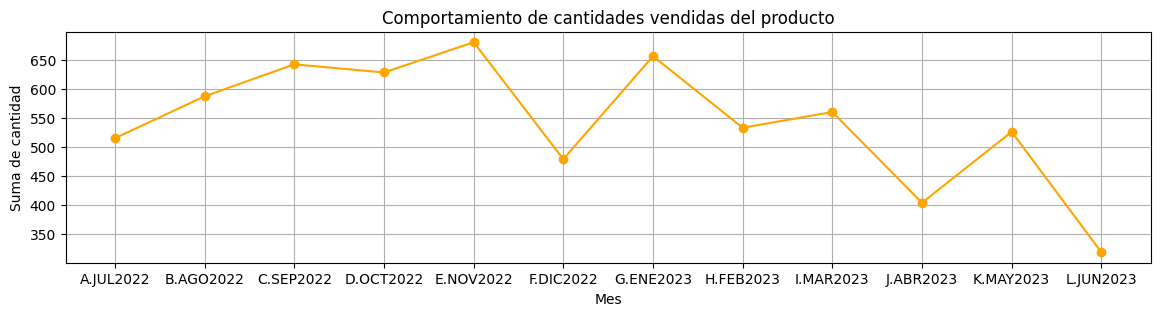 Comportamiento de cantidades vendidas del producto
Suma de cantidad
650
600
550
500
450
400
350
A.JUL2022 B.AGO2022 C.SEP2022 D.OCT2022 E.NOV2022 F.DIC2022 G.ENE2023 H.FEB2023 I.MAR2023 J.ABR2023 K.MAY2023 L.JUN2023
Mes